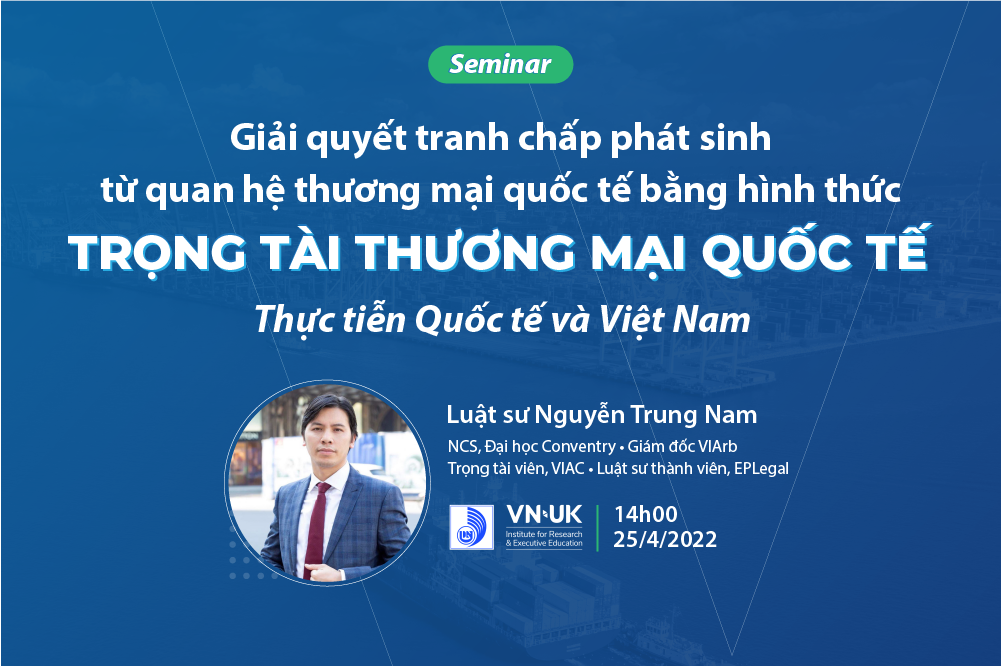 Seminar
Giải quyết tranh chấp phát sinh
từ quan hệ thương mại quốc tế bằng hình thức
TRỌNG TÀI THƯƠNG MẠI QUỐC TẾ
Thực tiễn Quốc tế và Việt Nam
Luật sư Nguyễn Trung Nam
NCS, Đại học Conventry • Giám đốc VIArb
Trọng tài viên, VIAC • Luật sư thành viên, EPLegal
VN-UK
Institute for Research
& Executive Education
14h00
25/4/2022